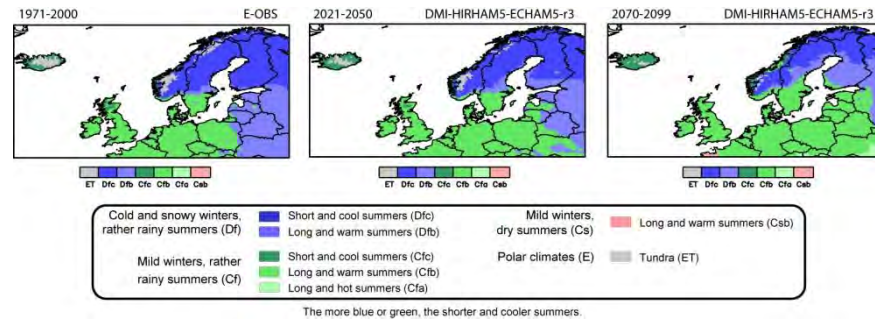 1971-2000 E-OBS
2021-2050 DMI-HIRHAM5-ECHAM5-r3
2070-2099 DMI-HIRHAM5-ECHAM5-r3
ET Dfc Dfb Cfc Cfb Cfa Csb
ET Dfc Dfb Cfc Cfb Cfa Csb
ET Dfc Dfb Cfc Cfb Cfa Csb
Cold and snowy winters,
rather rainy summers (Df)
Short and cool summers (Dfc)
Long and warm summers (Dfb)
Mild winters, rather
rainy summers (Cf)
Short and cool summers (Cfc)
Long and warm summers (Cfb)
Long and hot summers (Cfa)
Mild winters,
dry summers (Cs)
Long and warm summers (Csb)
Polar climates (E)
Tundra (ET)
The more blue or green, the shorter and cooler summers.